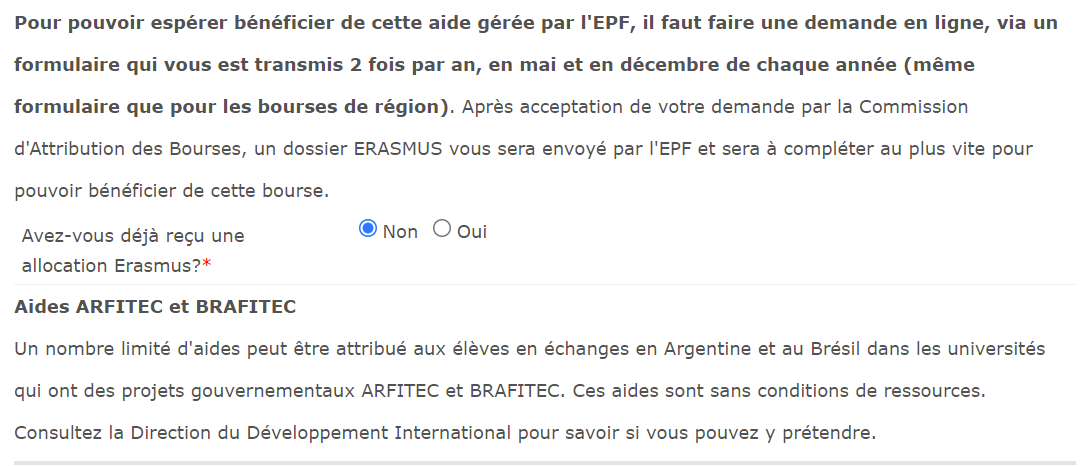 Pour pouvoir espérer bénéficier de cette aide gérée par l'EPF, il faut faire une demande en ligne, via un
formulaire qui vous est transmis 2 fois par an, en mai et en décembre de chaque année (même
formulaire que pour les bourses de région). Après acceptation de votre demande par la Commission
d'Attribution des Bourses, un dossier ERASMUS vous sera envoyé par l'EPF et sera à compléter au plus vite pour
pouvoir bénéficier de cette bourse.
Avez-vous déjà reçu une
allocation Erasmus?*
Non Oui
Aides ARFITEC et BRAFITEC
Un nombre limité d'aides peut être attribué aux élèves en échanges en Argentine et au Brésil dans les universités
qui ont des projets gouvernementaux ARFITEC et BRAFITEC. Ces aides sont sans conditions de ressources.
Consultez la Direction du Développement International pour savoir si vous pouvez y prétendre.